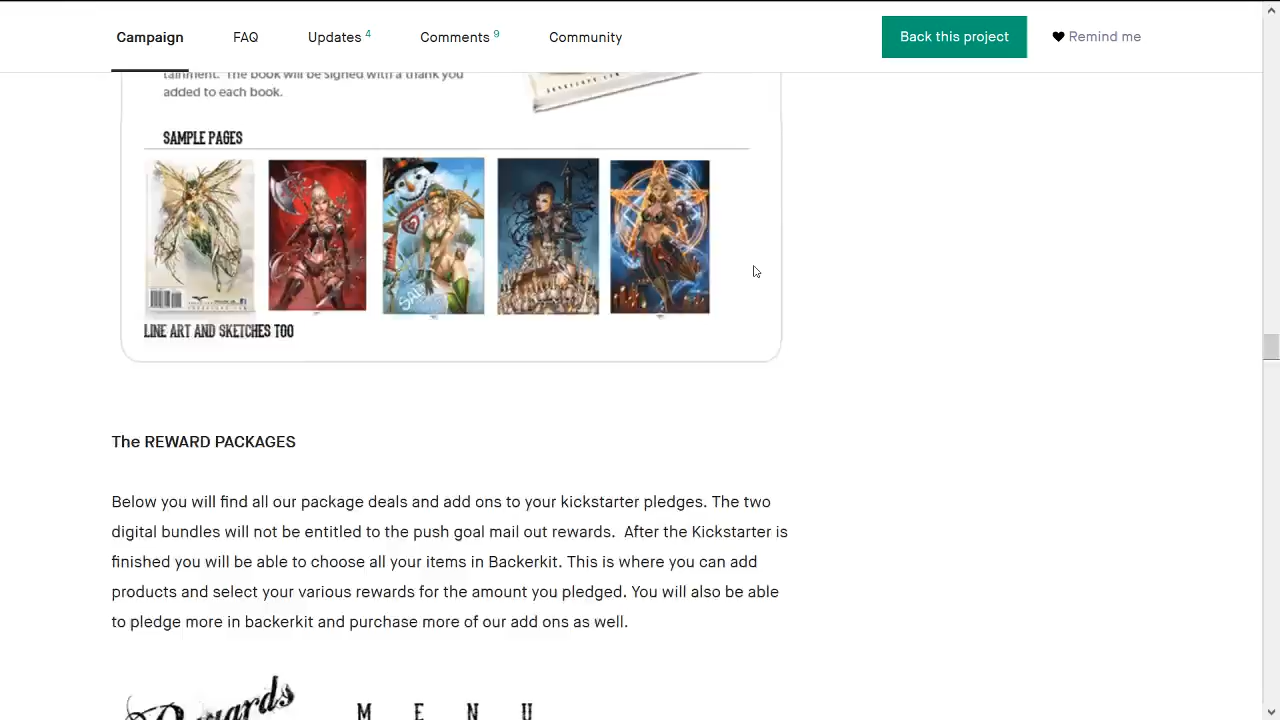 Campaign FAQ Updates 4 Comments 9 Community Back this project Remind me
tainment. The book will be signed with a thank you
added to each book.
SAMPLE PAGES
LINE ART AND SKETCHES TOO
The REWARD PACKAGES
Below you will find all our package deals and add ons to your kickstarter pledges. The two
digital bundles will not be entitled to the push goal mail out rewards. After the Kickstarter is
finished you will be able to choose all your items in Backerkit. This is where you can add
products and select your various rewards for the amount you pledged. You will also be able
to pledge more in backerkit and purchase more of our add ons as well.
Rewards MENU